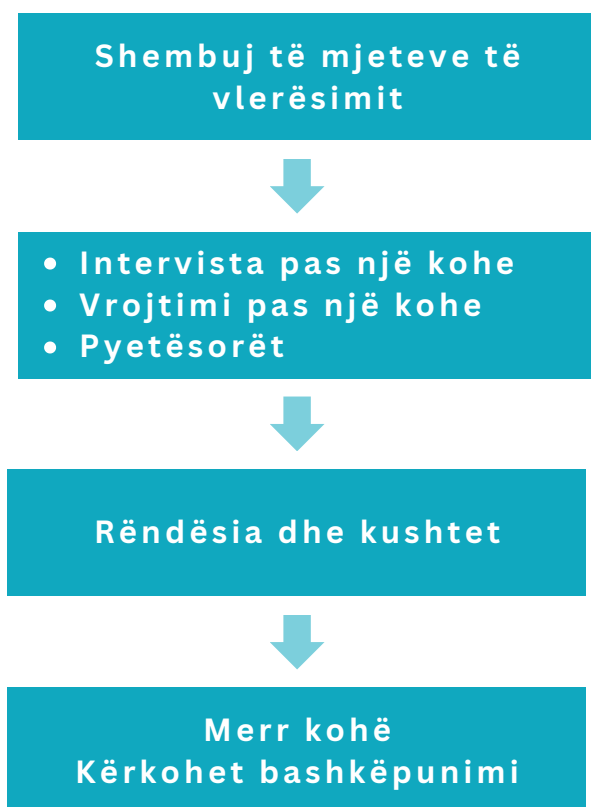 Shembuj të mjeteve të
vlerësimit
• Intervista pas një kohe
• Vrojtimi pas një kohe
• Pyetësorët
Rëndësia dhe kushtet
Merr kohë
Kërkohet bashkëpunimi